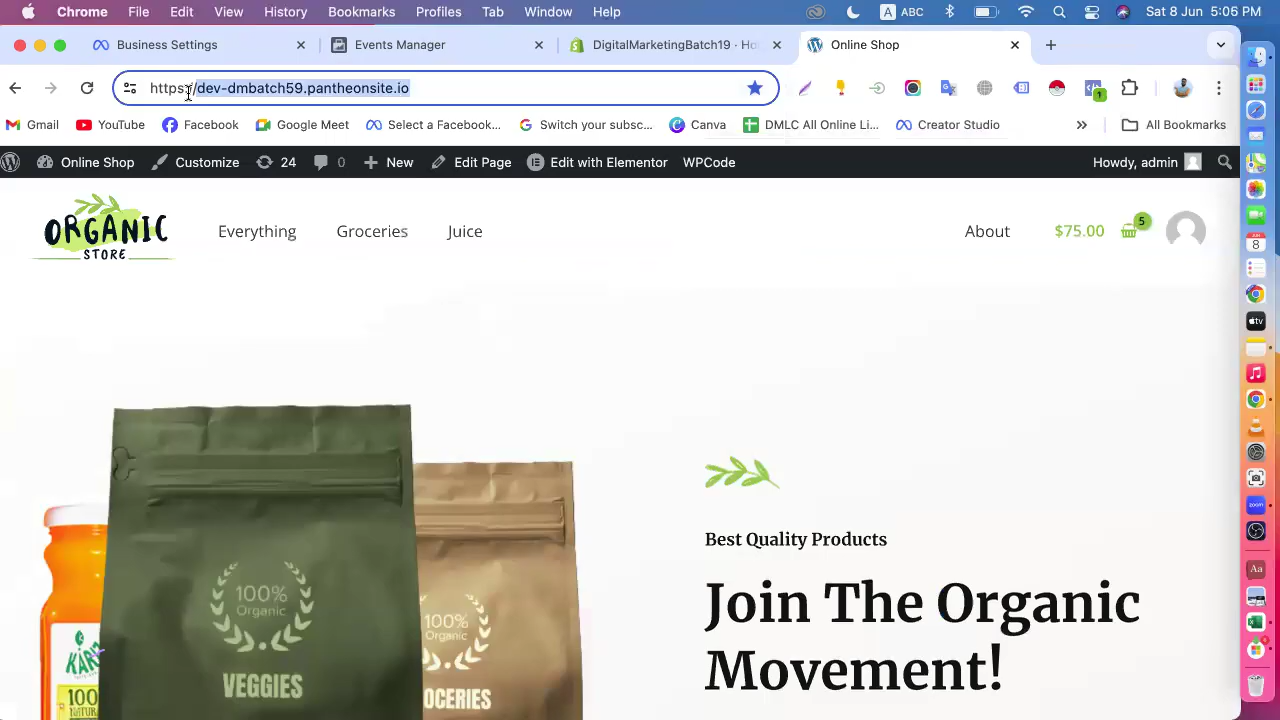 Chrome File Edit View History Bookmarks Profiles Tab Window Help A ABC Sat 8 Jun 5:06 PM
Business Settings Events Manager DigitalMarketingBatch19 · Ho Online Shop
https://dev-dmbatch59.pantheonsite.io
Gmail YouTube Facebook Google Meet Select a Facebook... Switch your subsc... Canva DMLC All Online Li... Creator Studio All Bookmarks
Online Shop Customize 24 0 New Edit Page Edit with Elementor WPCode Howdy, admin
ORGANIC
STORE
Everything Groceries Juice About $75.00 5
Best Quality Products
Join The Organic
Movement!
100%
Organic
VEGGIES
100%
Organic
OCERIES
100